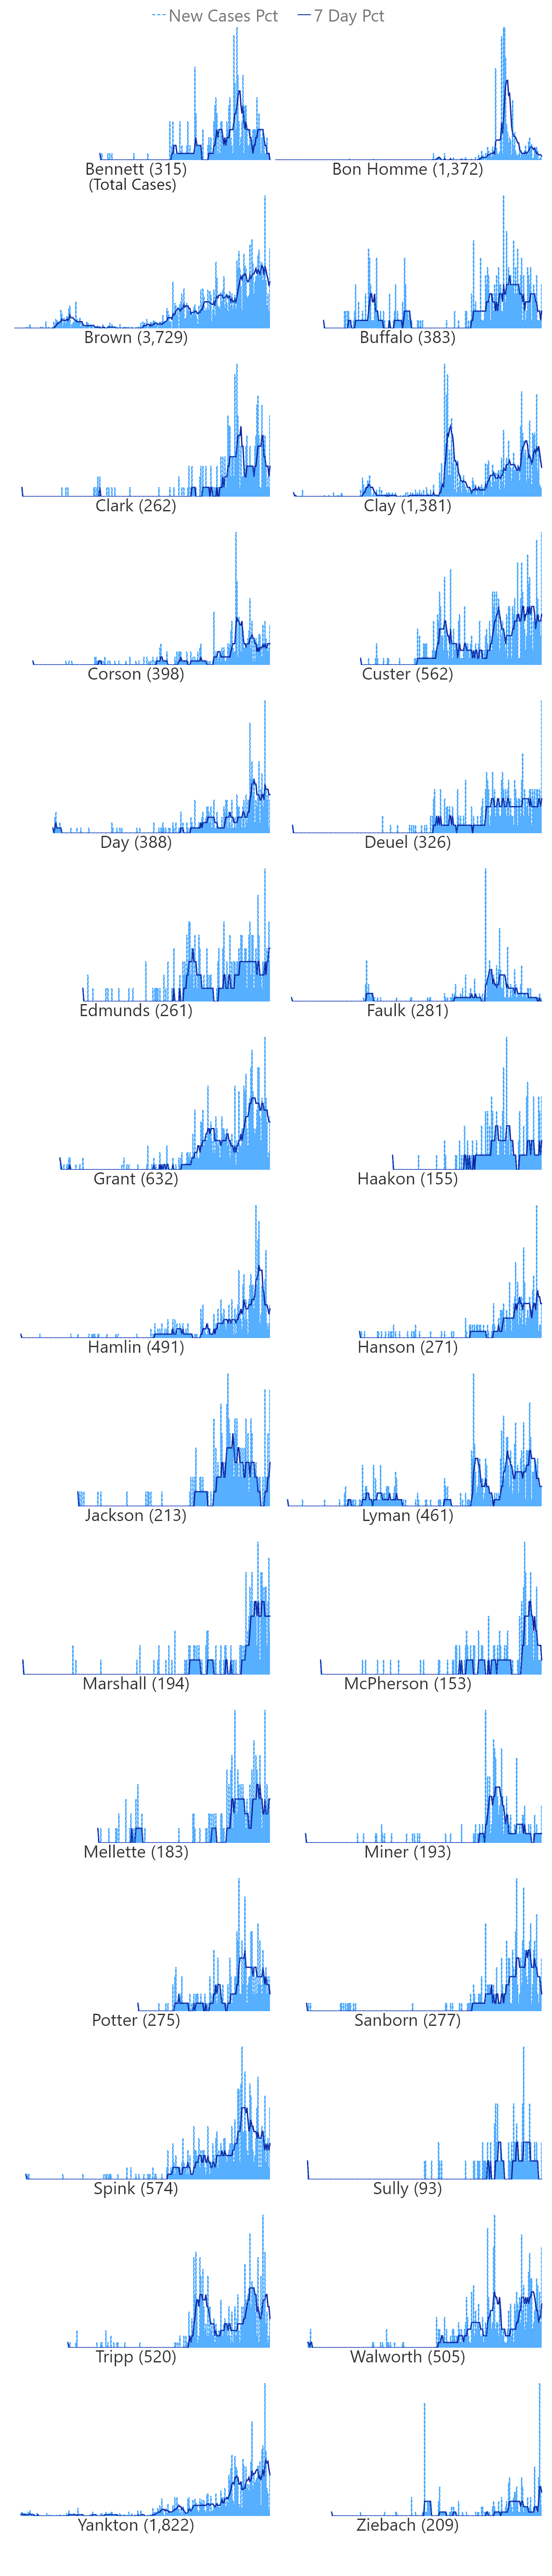 New Cases Pct 7 Day Pct
Bennett (315) Bon Homme (1,372)
(Total Cases)
Brown (3,729) Buffalo (383)
Clark (262) Clay (1,381)
Corson (398) Custer (562)
Day (388) Deuel (326)
Edmunds (261) Faulk (281)
Grant (632) Haakon (155)
Hamlin (491) Hanson (271)
Jackson (213) Lyman (461)
Marshall (194) McPherson (153)
Mellette (183) Miner (193)
Potter (275) Sanborn (277)
Spink (574) Sully (93)
Tripp (520) Walworth (505)
Yankton (1,822) Ziebach (209)